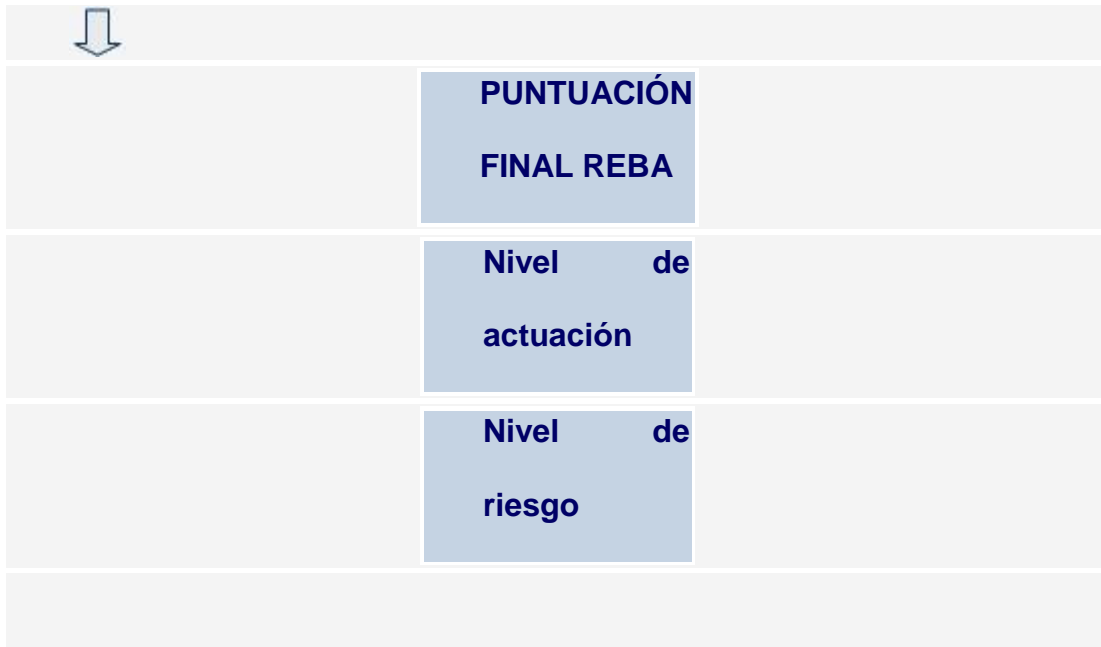 PUNTUACIÓN
FINAL REBA
Nivel de
actuación
Nivel de
riesgo